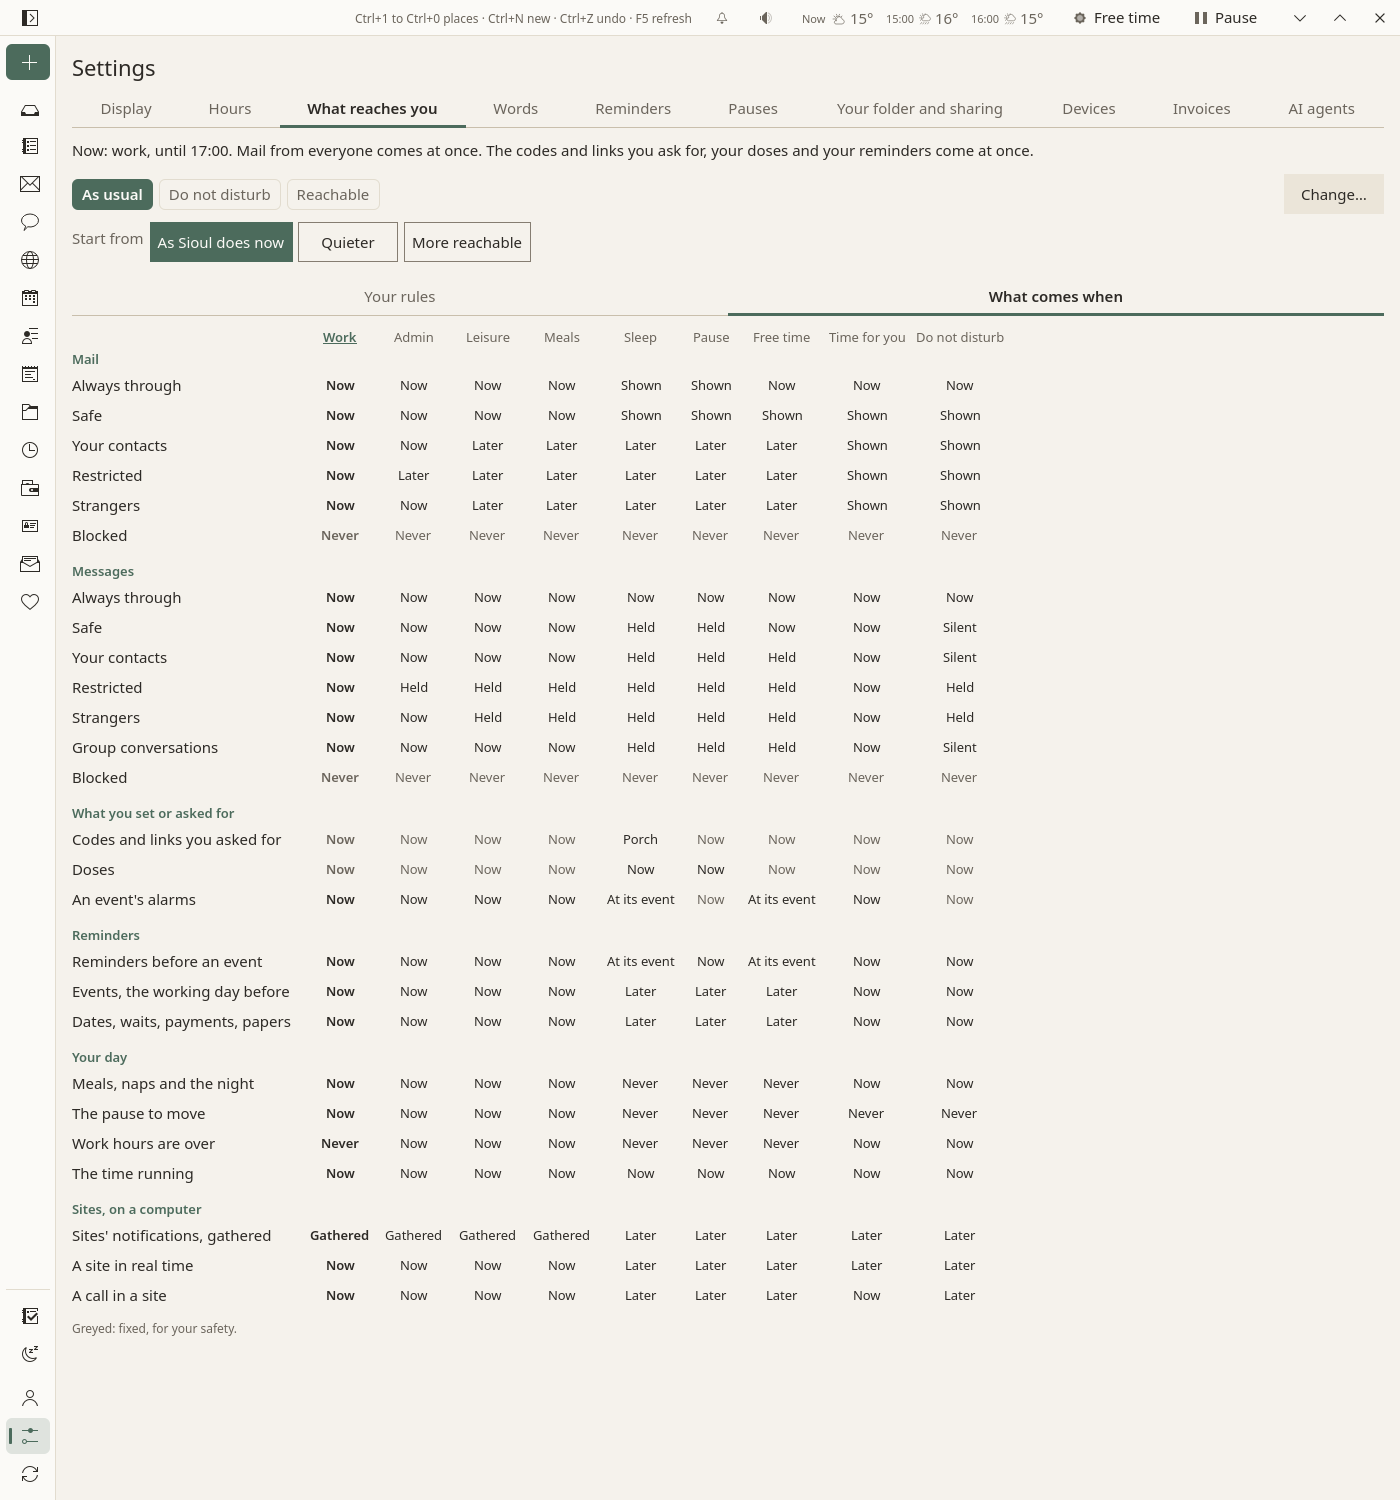 Ctrl+1 to Ctrl+0 places · Ctrl+N new · Ctrl+Z undo · F5 refresh Now 15° 15:00 16° 16:00 15° Free time Pause
Settings
Display Hours What reaches you Words Reminders Pauses Your folder and sharing Devices Invoices AI agents
Now: work, until 17:00. Mail from everyone comes at once. The codes and links you ask for, your doses and your reminders come at once.
As usual Do not disturb Reachable Change...
Start from As Sioul does now Quieter More reachable
Your rules What comes when
Work Admin Leisure Meals Sleep Pause Free time Time for you Do not disturb
Mail
Always through Now Now Now Now Shown Shown Now Now Now
Safe Now Now Now Now Shown Shown Shown Shown Shown
Your contacts Now Now Later Later Later Later Later Shown Shown
Restricted Now Later Later Later Later Later Later Shown Shown
Strangers Now Now Later Later Later Later Later Shown Shown
Blocked Never Never Never Never Never Never Never Never Never
Messages
Always through Now Now Now Now Now Now Now Now Now
Safe Now Now Now Now Held Held Now Now Silent
Your contacts Now Now Now Now Held Held Held Now Silent
Restricted Now Held Held Held Held Held Held Now Held
Strangers Now Now Held Held Held Held Held Now Held
Group conversations Now Now Now Now Held Held Held Now Silent
Blocked Never Never Never Never Never Never Never Never Never
What you set or asked for
Codes and links you asked for Now Now Now Now Porch Now Now Now Now
Doses Now Now Now Now Now Now Now Now Now
An event's alarms Now Now Now Now At its event Now At its event Now Now
Reminders
Reminders before an event Now Now Now Now At its event Now At its event Now Now
Events, the working day before Now Now Now Now Later Later Later Now Now
Dates, waits, payments, papers Now Now Now Now Later Later Later Now Now
Your day
Meals, naps and the night Now Now Now Now Never Never Never Now Now
The pause to move Now Now Now Now Never Never Never Never Never
Work hours are over Never Now Now Now Never Never Never Now Now
The time running Now Now Now Now Now Now Now Now Now
Sites, on a computer
Sites' notifications, gathered Gathered Gathered Gathered Gathered Later Later Later Later Later
A site in real time Now Now Now Now Later Later Later Later Later
A call in a site Now Now Now Now Later Later Later Now Later
Greyed: fixed, for your safety.